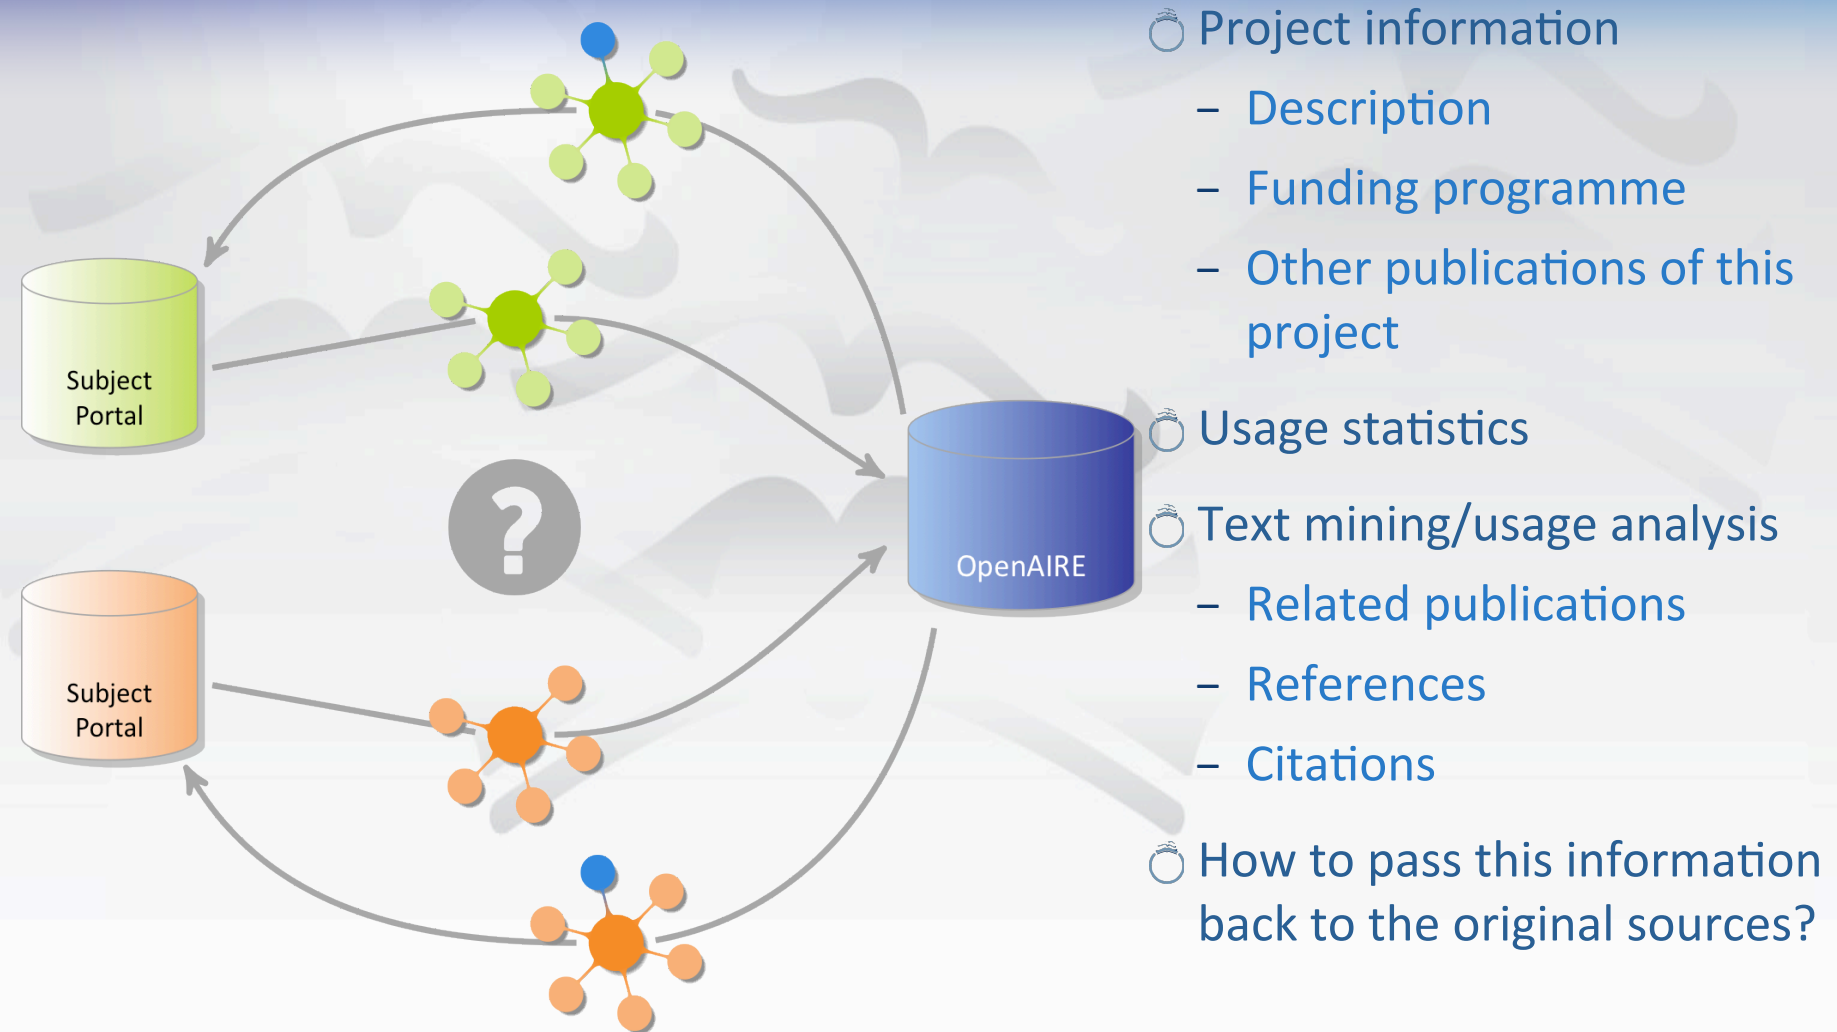 Subject
Portal
Subject
Portal
?
OpenAIRE
Project information
– Description
– Funding programme
– Other publications of this
project
Usage statistics
Text mining/usage analysis
– Related publications
– References
– Citations
How to pass this information
back to the original sources?